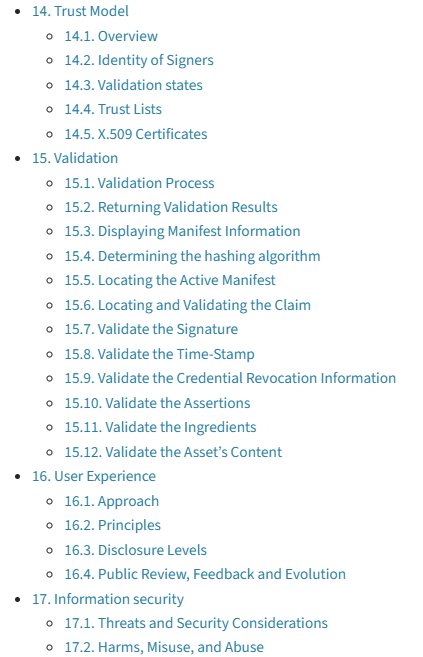 14. Trust Model
14.1. Overview
14.2. Identity of Signers
14.3. Validation states
14.4. Trust Lists
14.5. X.509 Certificates
15. Validation
15.1. Validation Process
15.2. Returning Validation Results
15.3. Displaying Manifest Information
15.4. Determining the hashing algorithm
15.5. Locating the Active Manifest
15.6. Locating and Validating the Claim
15.7. Validate the Signature
15.8. Validate the Time-Stamp
15.9. Validate the Credential Revocation Information
15.10. Validate the Assertions
15.11. Validate the Ingredients
15.12. Validate the Asset’s Content
16. User Experience
16.1. Approach
16.2. Principles
16.3. Disclosure Levels
16.4. Public Review, Feedback and Evolution
17. Information security
17.1. Threats and Security Considerations
17.2. Harms, Misuse, and Abuse